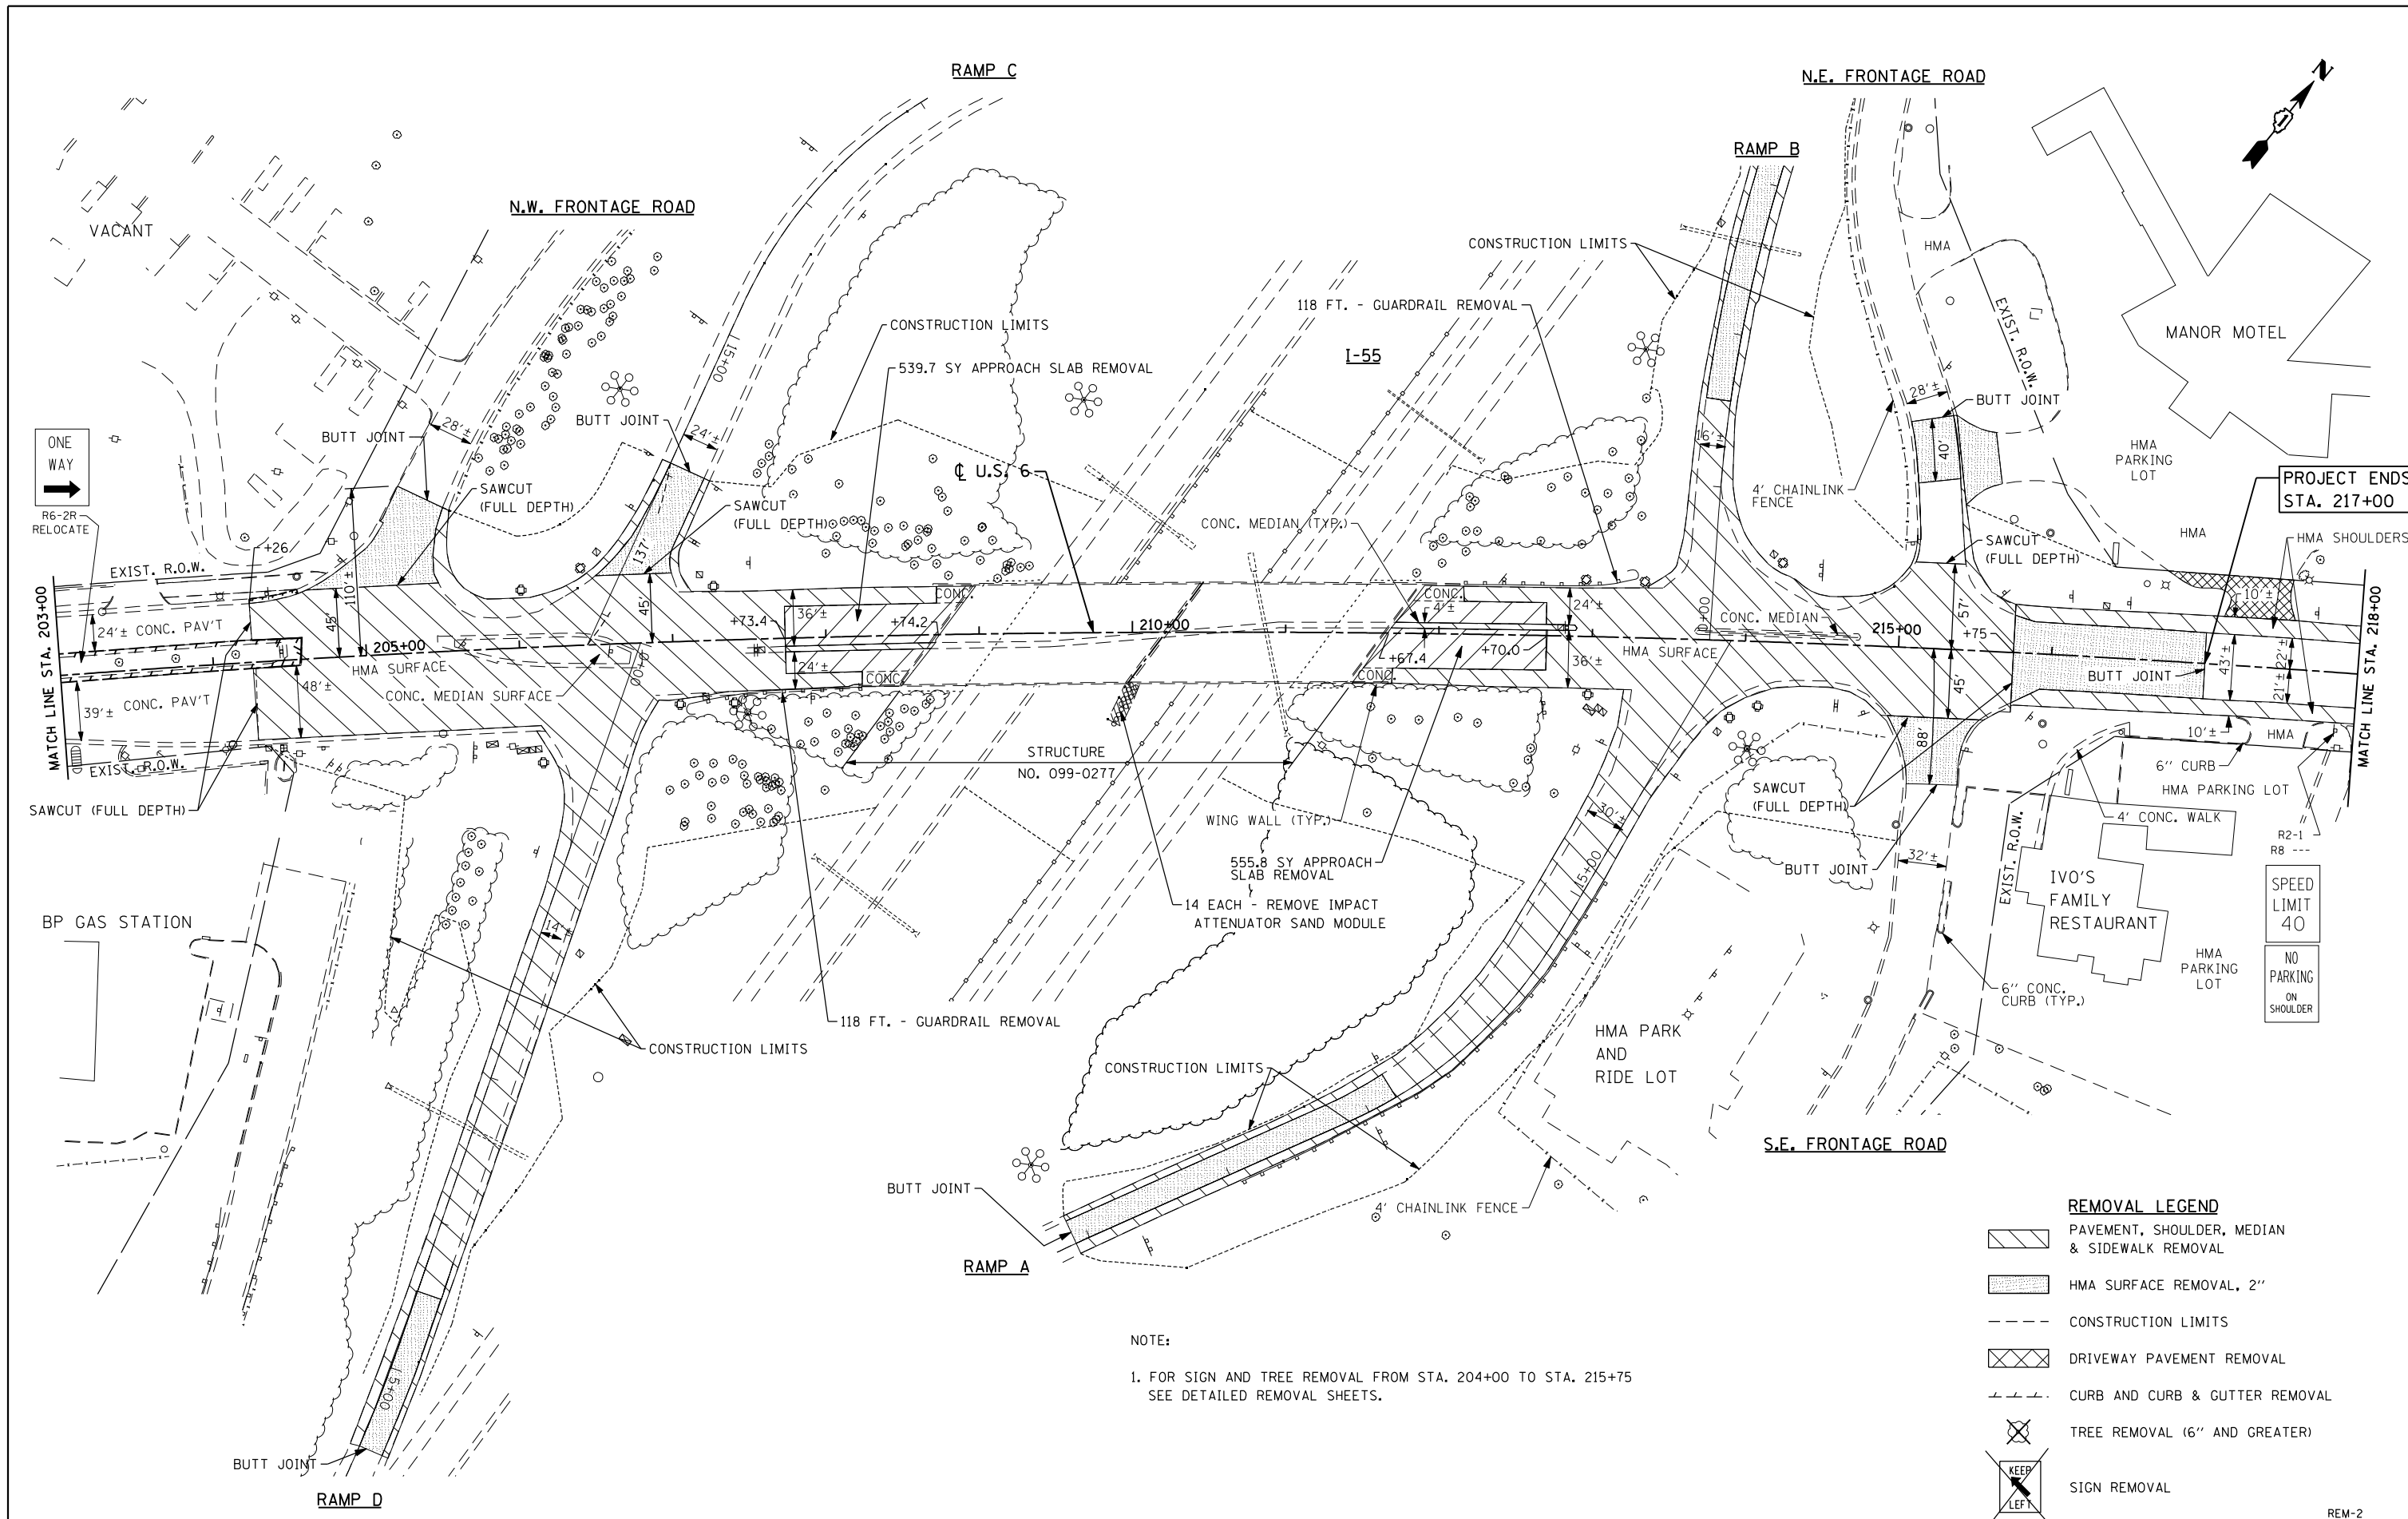 RAMP C
N.E. FRONTAGE ROAD
N
RAMP B
N.W. FRONTAGE ROAD
VACANT
CONSTRUCTION LIMITS
HMA
118 FT. - GUARDRAIL REMOVAL
EXIST. R.O.W.
CONSTRUCTION LIMITS
MANOR MOTEL
I-55
15+00
539.7 SY APPROACH SLAB REMOVAL
28'±
BUTT JOINT
BUTT JOINT
28'±
BUTT JOINT
24'±
16'±
40'
HMA
PARKING
LOT
ONE
WAY
℄ U.S. 6
PROJECT ENDS
STA. 217+00
SAWCUT
(FULL DEPTH)
4' CHAINLINK
FENCE
R6-2R
RELOCATE
SAWCUT
(FULL DEPTH)
CONC. MEDIAN (TYP.)
HMA
HMA SHOULDERS
SAWCUT
(FULL DEPTH)
+26
110'±
137'
EXIST. R.O.W.
MATCH LINE STA. 203+00
24'± CONC. PAV'T
45'
45'
CONC.
36'±
+73.4
+74.2
210+00
CONC.
4'±
24'±
0+00
CONC. MEDIAN
215+00
57'
+75
10'±
MATCH LINE STA. 218+00
205+00
HMA SURFACE
CONC. MEDIAN SURFACE
0+00
24'±
CONC.
+67.4
+70.0
CONC.
HMA SURFACE
36'±
45'
43'±
22'±
21'±
BUTT JOINT
39'± CONC. PAV'T
48'±
EXIST. R.O.W.
88'
10'±
HMA
STRUCTURE
NO. 099-0277
6" CURB
SAWCUT (FULL DEPTH)
SAWCUT
(FULL DEPTH)
HMA PARKING LOT
WING WALL (TYP.)
30'±
4' CONC. WALK
R2-1
R8 ---
555.8 SY APPROACH
SLAB REMOVAL
15+00
BUTT JOINT
32'±
EXIST. R.O.W.
IVO'S
FAMILY
RESTAURANT
SPEED
LIMIT
40
14 EACH - REMOVE IMPACT
ATTENUATOR SAND MODULE
BP GAS STATION
14'±
HMA
PARKING
LOT
NO
PARKING
ON
SHOULDER
6" CONC.
CURB (TYP.)
118 FT. - GUARDRAIL REMOVAL
CONSTRUCTION LIMITS
HMA PARK
AND
RIDE LOT
CONSTRUCTION LIMITS
S.E. FRONTAGE ROAD
BUTT JOINT
4' CHAINLINK FENCE
RAMP A
REMOVAL LEGEND
PAVEMENT, SHOULDER, MEDIAN
& SIDEWALK REMOVAL
HMA SURFACE REMOVAL, 2"
CONSTRUCTION LIMITS
DRIVEWAY PAVEMENT REMOVAL
CURB AND CURB & GUTTER REMOVAL
TREE REMOVAL (6" AND GREATER)
KEEP
LEFT
SIGN REMOVAL
NOTE:
1. FOR SIGN AND TREE REMOVAL FROM STA. 204+00 TO STA. 215+75
SEE DETAILED REMOVAL SHEETS.
5+00
BUTT JOINT
RAMP D
REM-2